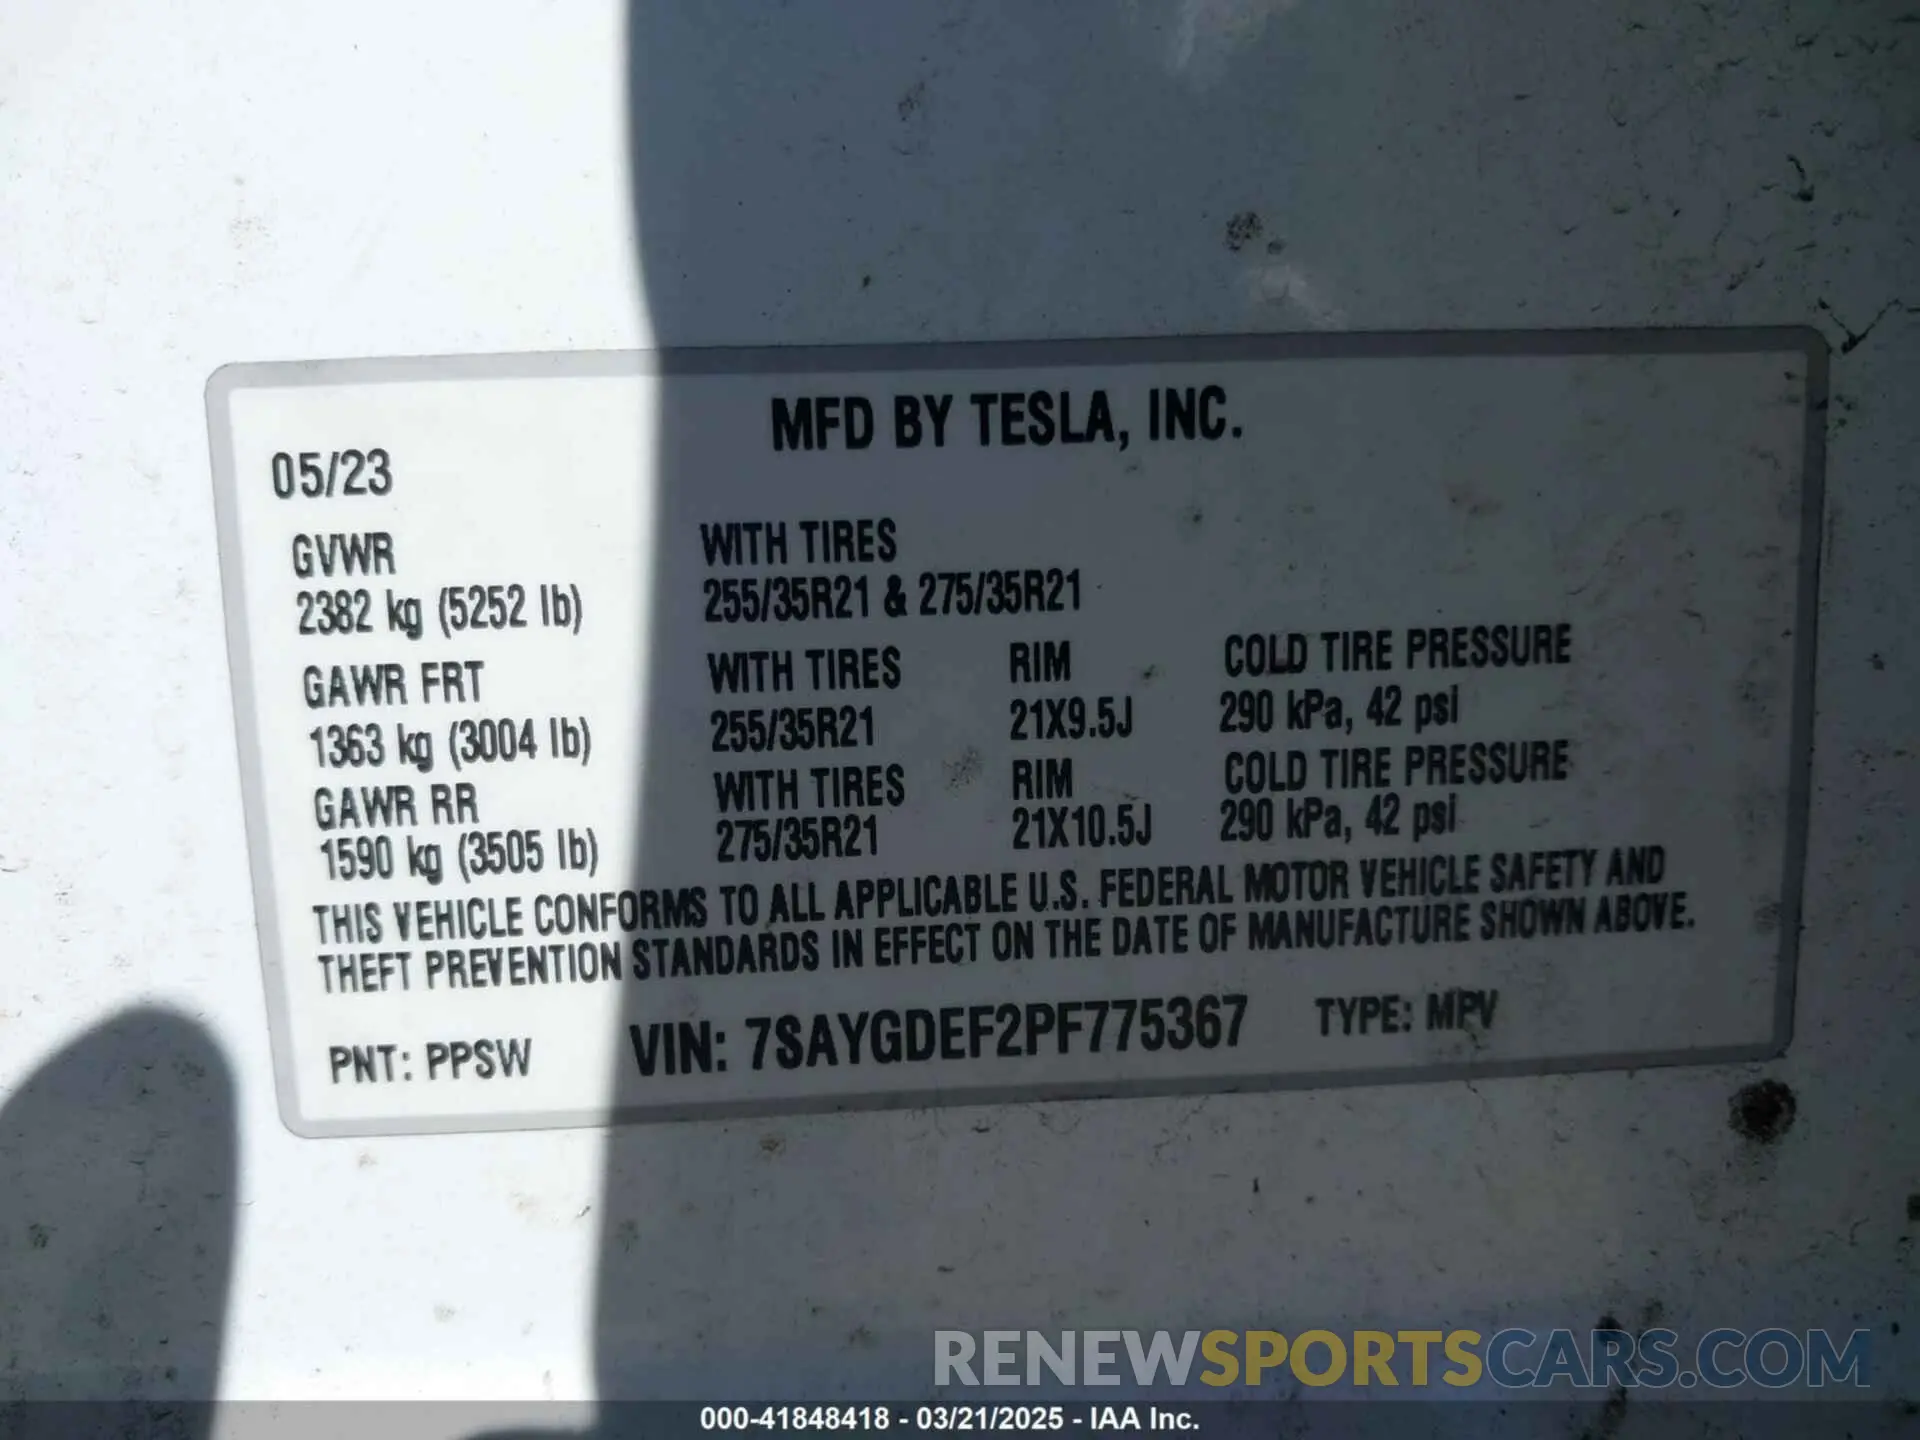 MFD BY TESLA, INC.
05/23
GVWR WITH TIRES
2382 kg (5252 lb) 255/35R21 & 275/35R21
GAWR FRT WITH TIRES RIM COLD TIRE PRESSURE
1363 kg (3004 lb) 255/35R21 21X9.5J 290 kPa, 42 psi
GAWR RR WITH TIRES RIM COLD TIRE PRESSURE
1590 kg (3505 lb) 275/35R21 21X10.5J 290 kPa, 42 psi
THIS VEHICLE CONFORMS TO ALL APPLICABLE U.S. FEDERAL MOTOR VEHICLE SAFETY AND
THEFT PREVENTION STANDARDS IN EFFECT ON THE DATE OF MANUFACTURE SHOWN ABOVE.
PNT: PPSW VIN: 7SAYGDEF2PF775367 TYPE: MPV
RENEWSPORTSCARS.COM
000-41848418 - 03/21/2025 - IAA Inc.